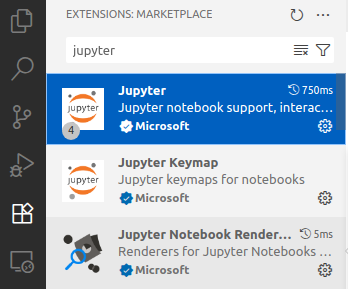 EXTENSIONS: MARKETPLACE
jupyter
Jupyter 750ms
Jupyter notebook support, interac...
jupyter
4
Microsoft
Jupyter Keymap
Jupyter keymaps for notebooks
jupyter
Microsoft
Jupyter Notebook Render... 5ms
Renderers for Jupyter Notebooks ...
Microsoft